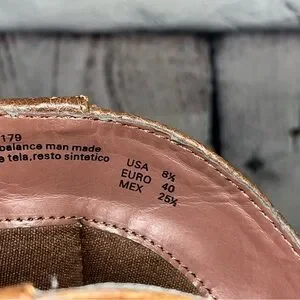 179
balance man made
tela, resto sintetico
USA 8½
EURO 40
MEX 25½